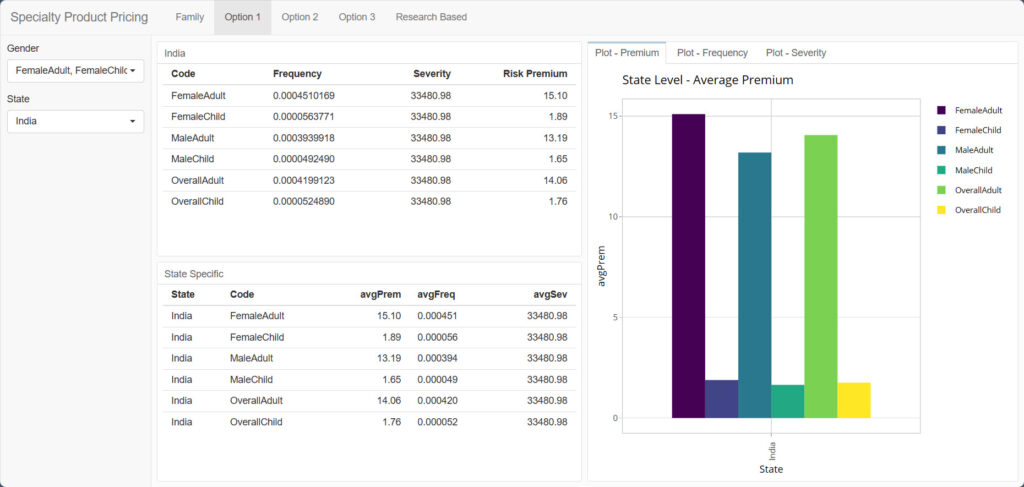 Specialty Product Pricing Family Option 1 Option 2 Option 3 Research Based
Gender
FemaleAdult, FemaleChilc
State
India
India
Code Frequency Severity Risk Premium
FemaleAdult 0.0004510169 33480.98 15.10
FemaleChild 0.0000563771 33480.98 1.89
MaleAdult 0.0003939918 33480.98 13.19
MaleChild 0.0000492490 33480.98 1.65
OverallAdult 0.0004199123 33480.98 14.06
OverallChild 0.0000524890 33480.98 1.76
State Specific
State Code avgPrem avgFreq avgSev
India FemaleAdult 15.10 0.000451 33480.98
India FemaleChild 1.89 0.000056 33480.98
India MaleAdult 13.19 0.000394 33480.98
India MaleChild 1.65 0.000049 33480.98
India OverallAdult 14.06 0.000420 33480.98
India OverallChild 1.76 0.000052 33480.98
Plot - Premium Plot - Frequency Plot - Severity
State Level - Average Premium
avgPrem
15
10
5
0
India
State
FemaleAdult
FemaleChild
MaleAdult
MaleChild
OverallAdult
OverallChild